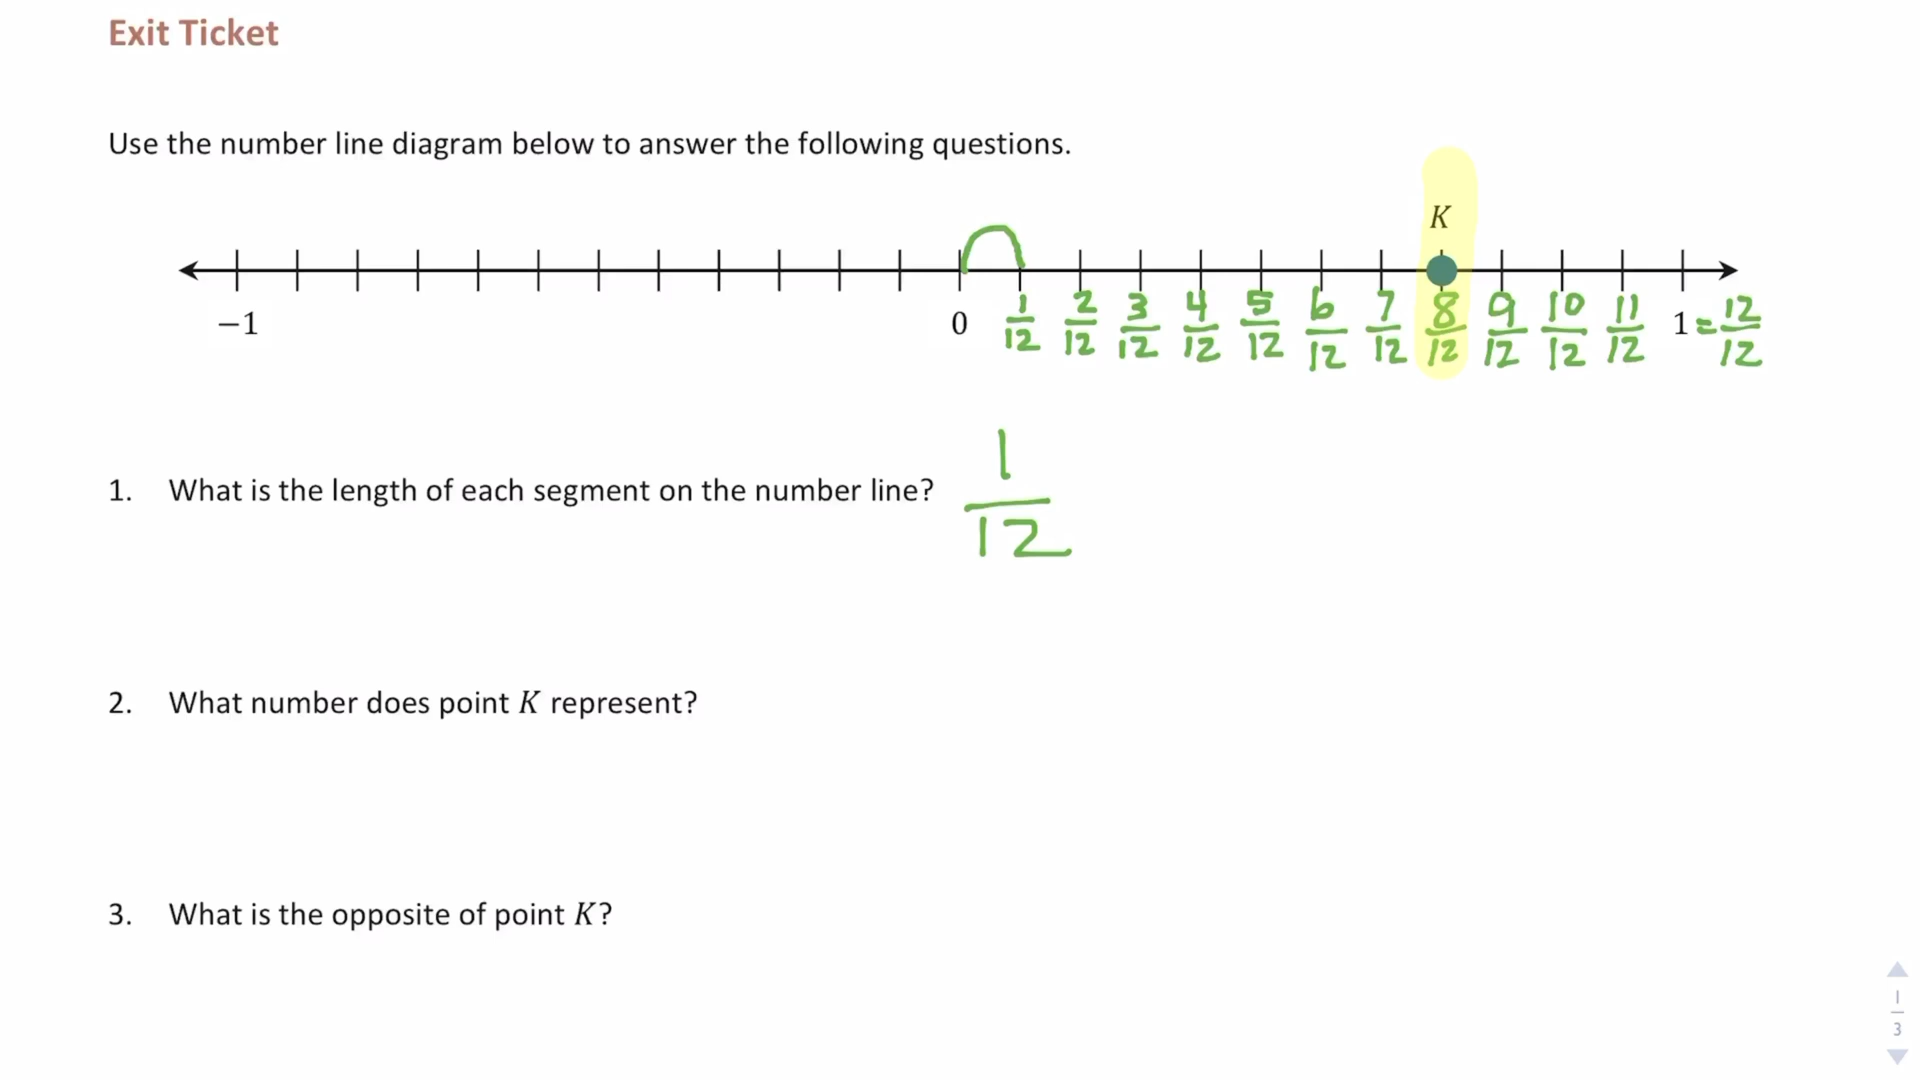 Exit Ticket
Use the number line diagram below to answer the following questions.
K
−1 0 1/12 2/12 3/12 4/12 5/12 6/12 7/12 8/12 9/12 10/12 11/12 1 = 12/12
1. What is the length of each segment on the number line? 1/12
2. What number does point K represent?
3. What is the opposite of point K?
1
3